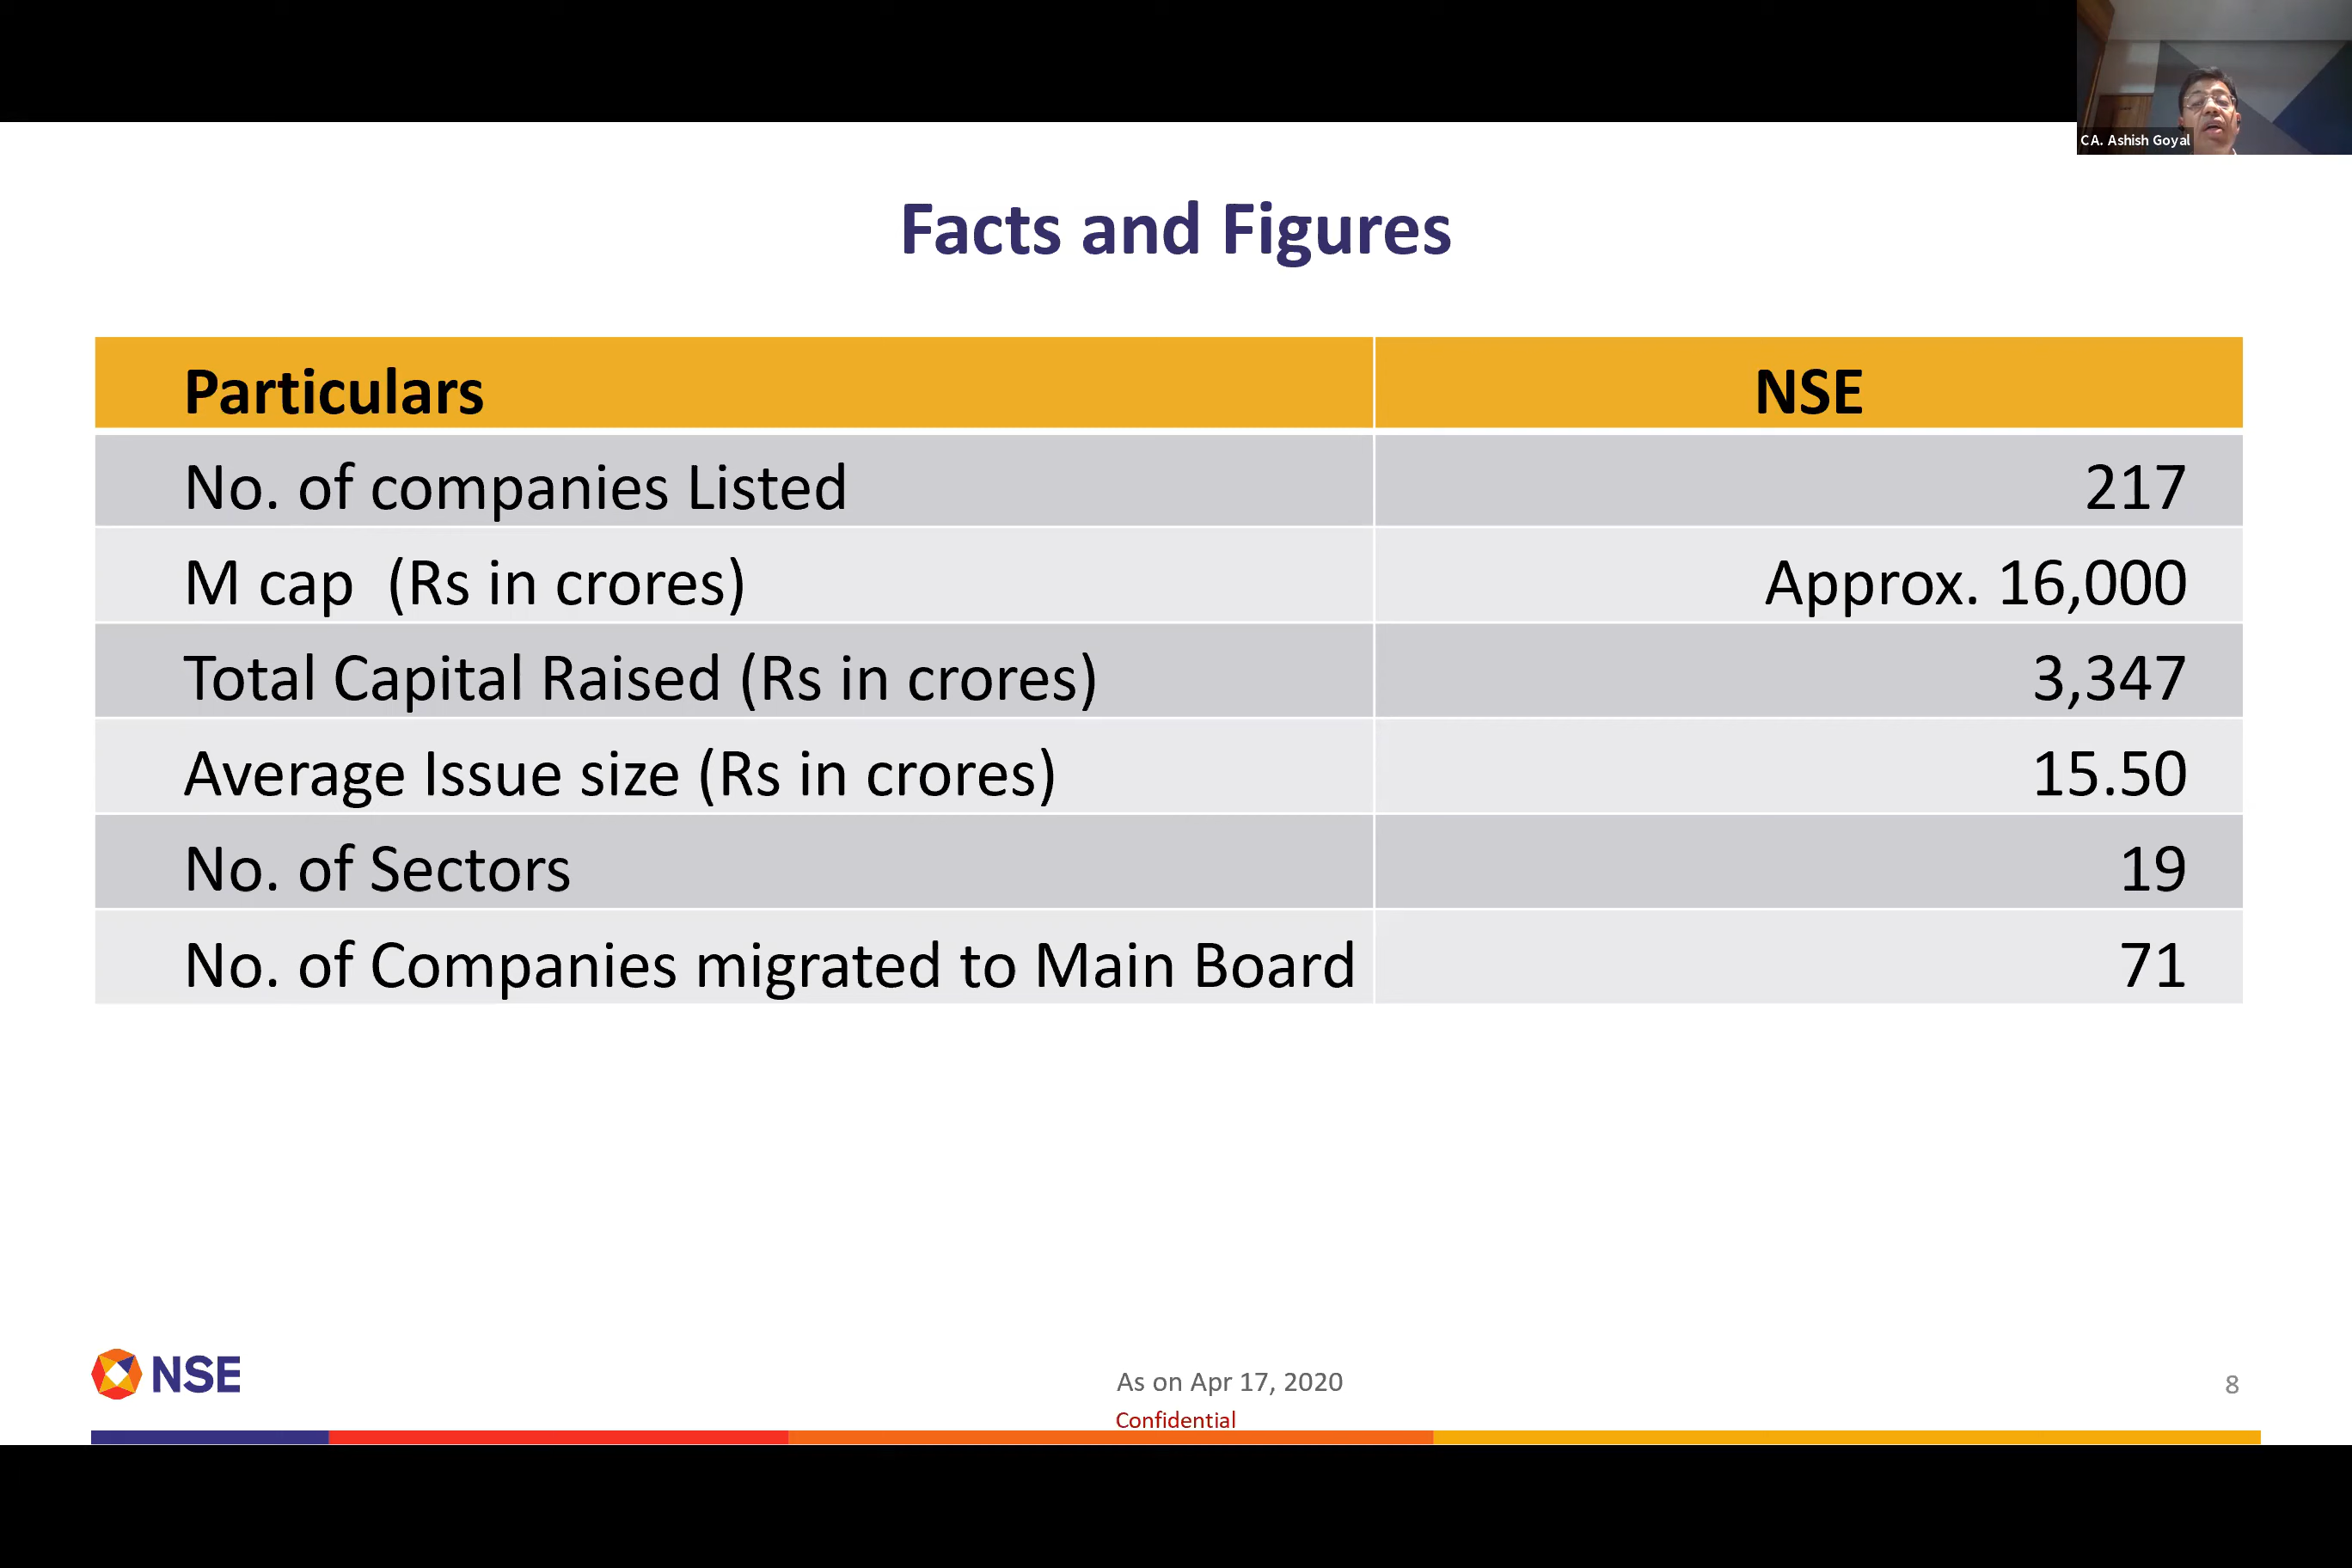 CA. Ashish Goyal
Facts and Figures
Particulars NSE
No. of companies Listed 217
M cap (Rs in crores) Approx. 16,000
Total Capital Raised (Rs in crores) 3,347
Average Issue size (Rs in crores) 15.50
No. of Sectors 19
No. of Companies migrated to Main Board 71
NSE
As on Apr 17, 2020
8
Confidential